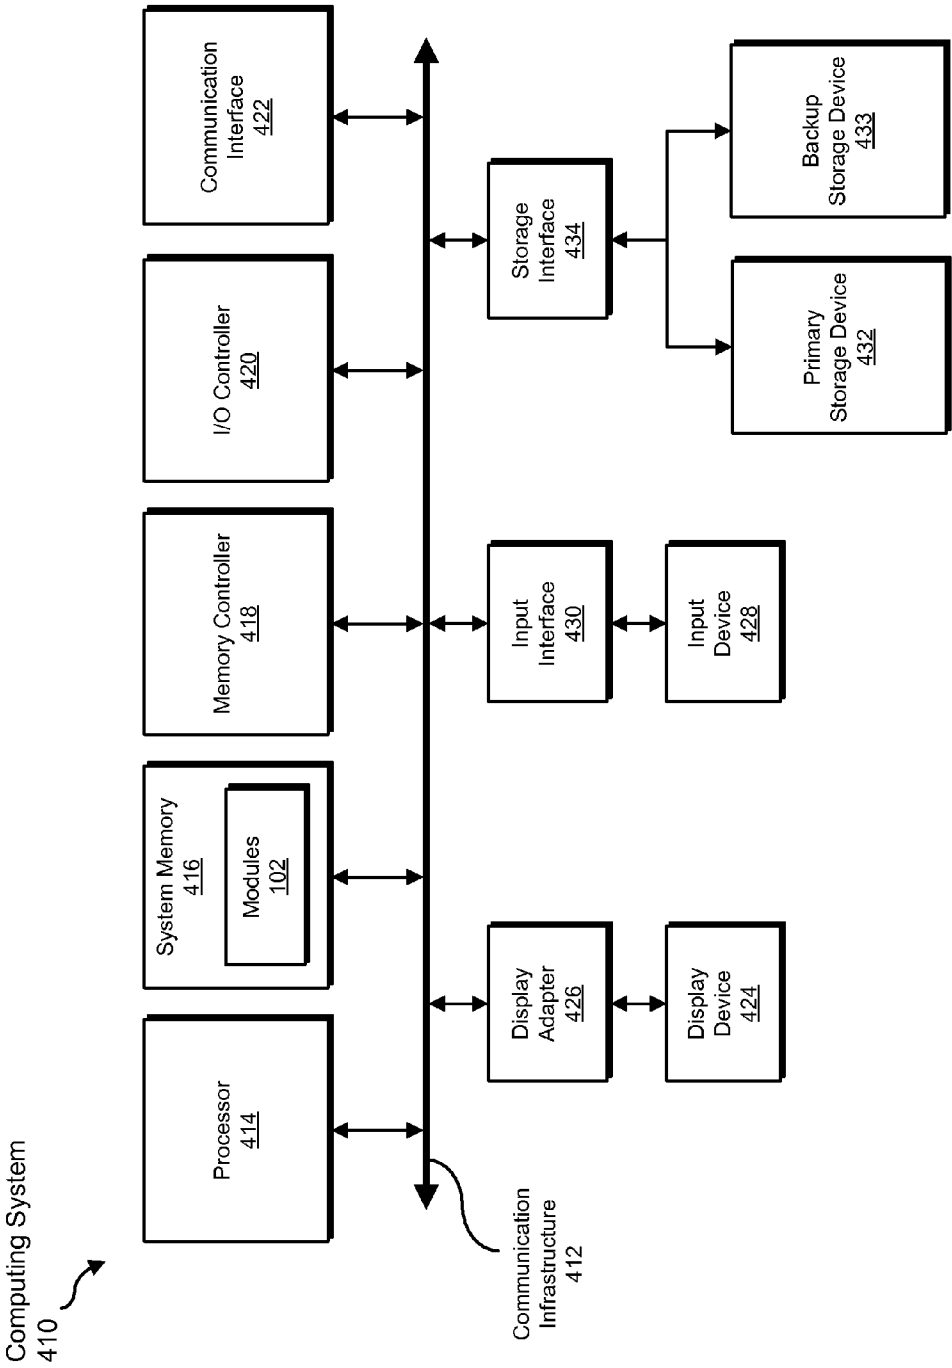 Computing System
410
Processor
414
System Memory
416
Modules
102
Memory Controller
418
I/O Controller
420
Communication
Interface
422
Communication
Infrastructure
412
Display
Adapter
426
Input
Interface
430
Storage
Interface
434
Display
Device
424
Input
Device
428
Primary
Storage Device
432
Backup
Storage Device
433